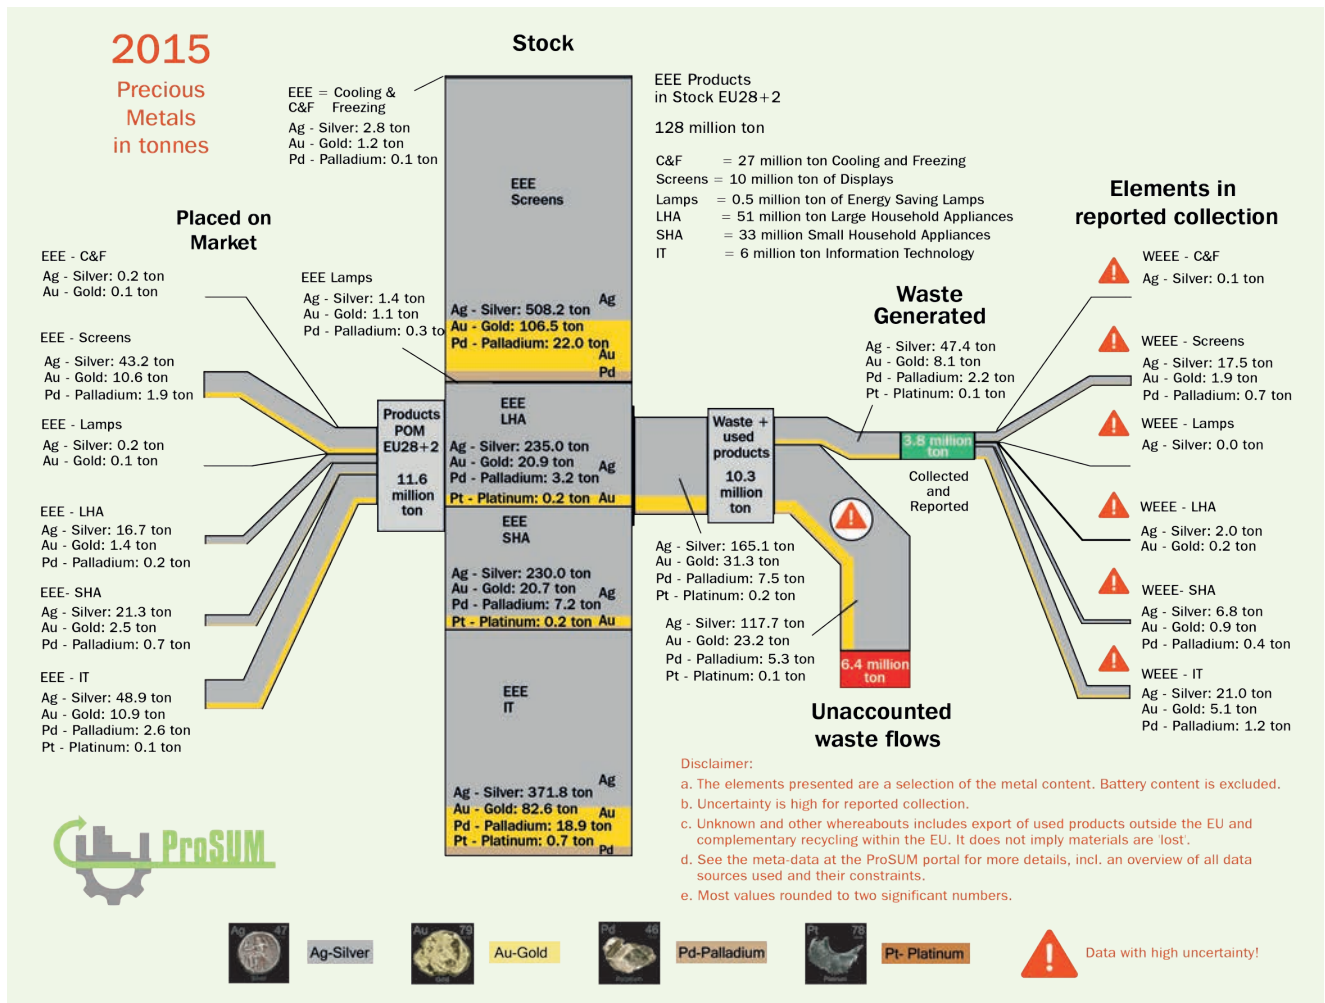 2015
Precious
Metals
in tonnes
Stock
EEE = Cooling &
C&F Freezing
Ag - Silver: 2.8 ton
Au - Gold: 1.2 ton
Pd - Palladium: 0.1 ton
EEE Products
in Stock EU28+2
128 million ton
C&F = 27 million ton Cooling and Freezing
Screens = 10 million ton of Displays
Lamps = 0.5 million ton of Energy Saving Lamps
LHA = 51 million ton Large Household Appliances
SHA = 33 million Small Household Appliances
IT = 6 million ton Information Technology
Placed on
Market
EEE - C&F
Ag - Silver: 0.2 ton
Au - Gold: 0.1 ton
EEE - Screens
Ag - Silver: 43.2 ton
Au - Gold: 10.6 ton
Pd - Palladium: 1.9 ton
EEE - Lamps
Ag - Silver: 0.2 ton
Au - Gold: 0.1 ton
EEE - LHA
Ag - Silver: 16.7 ton
Au - Gold: 1.4 ton
Pd - Palladium: 0.2 ton
EEE- SHA
Ag - Silver: 21.3 ton
Au - Gold: 2.5 ton
Pd - Palladium: 0.7 ton
EEE - IT
Ag - Silver: 48.9 ton
Au - Gold: 10.9 ton
Pd - Palladium: 2.6 ton
Pt - Platinum: 0.1 ton
EEE Lamps
Ag - Silver: 1.4 ton
Au - Gold: 1.1 ton
Pd - Palladium: 0.3 to
Products
POM
EU28+2
11.6
million
ton
EEE
Screens
Ag
Ag - Silver: 508.2 ton
Au - Gold: 106.5 ton
Pd - Palladium: 22.0 ton
Au
Pd
EEE
LHA
Ag - Silver: 235.0 ton
Au - Gold: 20.9 ton
Ag
Pd - Palladium: 3.2 ton
Pt - Platinum: 0.2 ton Au
EEE
SHA
Ag - Silver: 230.0 ton
Au - Gold: 20.7 ton
Ag
Pd - Palladium: 7.2 ton
Pt - Platinum: 0.2 ton Au
EEE
IT
Ag
Ag - Silver: 371.8 ton
Au - Gold: 82.6 ton Au
Pd - Palladium: 18.9 ton
Pt - Platinum: 0.7 ton
Pd
Waste +
used
products
10.3
million
ton
Ag - Silver: 165.1 ton
Au - Gold: 31.3 ton
Pd - Palladium: 7.5 ton
Pt - Platinum: 0.2 ton
Ag - Silver: 117.7 ton
Au - Gold: 23.2 ton
Pd - Palladium: 5.3 ton
Pt - Platinum: 0.1 ton
Waste
Generated
Ag - Silver: 47.4 ton
Au - Gold: 8.1 ton
Pd - Palladium: 2.2 ton
Pt - Platinum: 0.1 ton
3.8 million
ton
Collected
and
Reported
6.4 million
ton
Unaccounted
waste flows
Elements in
reported collection
WEEE - C&F
Ag - Silver: 0.1 ton
WEEE - Screens
Ag - Silver: 17.5 ton
Au - Gold: 1.9 ton
Pd - Palladium: 0.7 ton
WEEE - Lamps
Ag - Silver: 0.0 ton
WEEE - LHA
Ag - Silver: 2.0 ton
Au - Gold: 0.2 ton
WEEE- SHA
Ag - Silver: 6.8 ton
Au - Gold: 0.9 ton
Pd - Palladium: 0.4 ton
WEEE - IT
Ag - Silver: 21.0 ton
Au - Gold: 5.1 ton
Pd - Palladium: 1.2 ton
Disclaimer:
a. The elements presented are a selection of the metal content. Battery content is excluded.
b. Uncertainty is high for reported collection.
c. Unknown and other whereabouts includes export of used products outside the EU and
complementary recycling within the EU. It does not imply materials are 'lost'.
d. See the meta-data at the ProSUM portal for more details, incl. an overview of all data
sources used and their constraints.
e. Most values rounded to two significant numbers.
ProSUM
Ag 47
Ag-Silver
Au 79
Gold
Au-Gold
Pd 46
Pd-Palladium
Pt 78
Pt- Platinum
Data with high uncertainty!